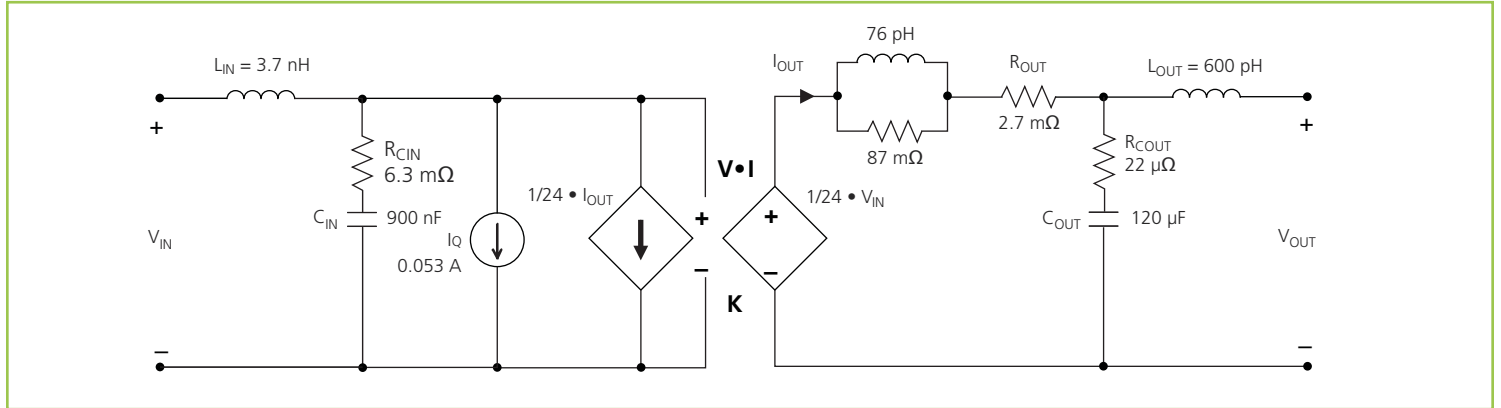 L_IN = 3.7 nH
+
R_CIN
6.3 mΩ
C_IN
900 nF
V_IN
–
I_Q
0.053 A
1/24 • I_OUT
V•I
+
–
K
+
–
1/24 • V_IN
I_OUT
76 pH
87 mΩ
R_OUT
2.7 mΩ
L_OUT = 600 pH
R_COUT
22 µΩ
C_OUT
120 µF
+
V_OUT
–